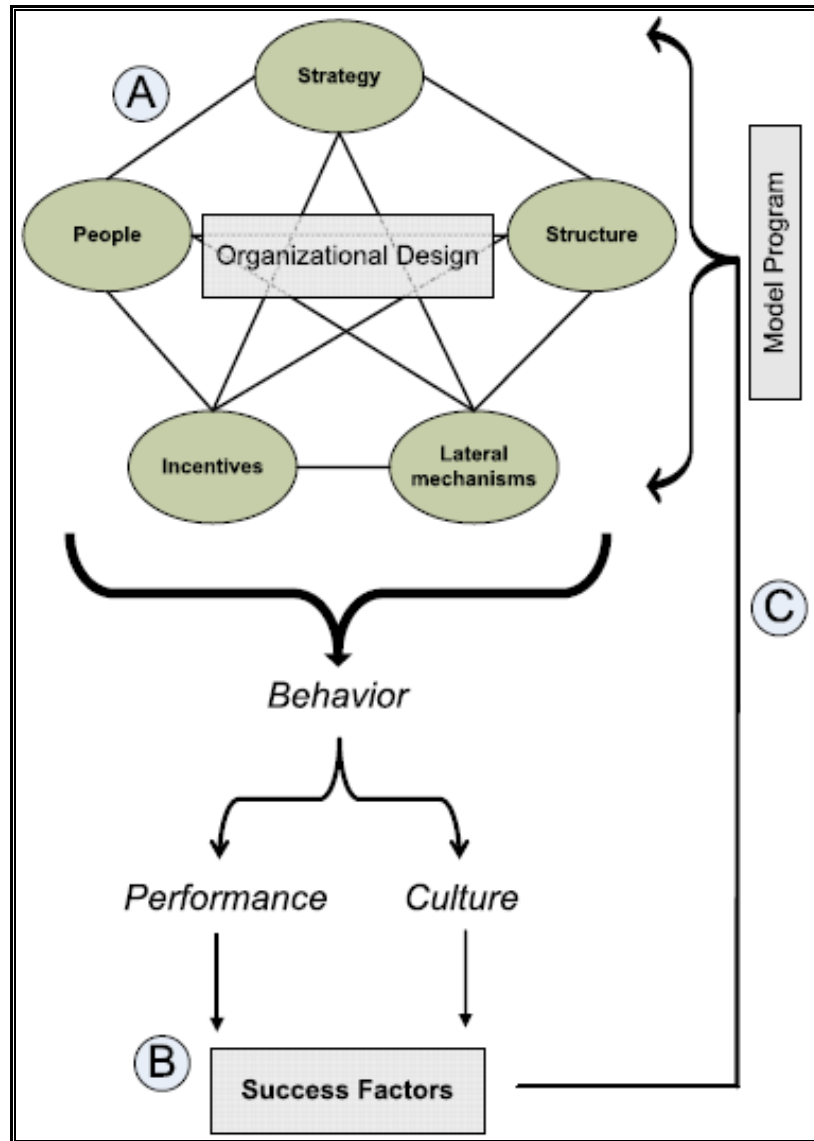 Strategy
A
People
Organizational Design
Structure
Model Program
Incentives
Lateral
mechanisms
C
Behavior
Performance
Culture
B
Success Factors